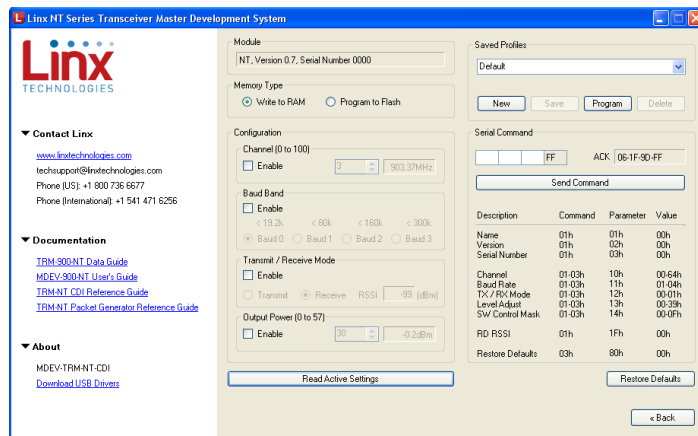 Linx NT Series Transceiver Master Development System
Linx
TECHNOLOGIES
Contact Linx
www.linxtechnologies.com
techsupport@linxtechnologies.com
Phone (US): +1 800 736 6677
Phone (International): +1 541 471 6256
Documentation
TRM-900-NT Data Guide
MDEV-900-NT User's Guide
TRM-NT CDI Reference Guide
TRM-NT Packet Generator Reference Guide
About
MDEV-TRM-NT-CDI
Download USB Drivers
Module
NT, Version 0.7, Serial Number 0000
Memory Type
Write to RAM Program to Flash
Configuration
Channel (0 to 100)
Enable 3 903.37MHz
Baud Band
Enable
< 19.2k < 80k < 160k < 300k
Baud 0 Baud 1 Baud 2 Baud 3
Transmit / Receive Mode
Enable
Transmit Receive RSSI -99 (dBm)
Output Power (0 to 57)
Enable 30 -0.2dBm
Read Active Settings
Saved Profiles
Default
New Save Program Delete
Serial Command
FF ACK 06-1F-9D-FF
Send Command
Description Command Parameter Value
Name 01h 01h 00h
Version 01h 02h 00h
Serial Number 01h 03h 00h
Channel 01-03h 10h 00-64h
Baud Rate 01-03h 11h 01-04h
TX / RX Mode 01-03h 12h 00-01h
Level Adjust 01-03h 13h 00-39h
SW Control Mask 01-03h 14h 00-0Fh
RD RSSI 01h 1Fh 00h
Restore Defaults 03h 80h 00h
Restore Defaults
« Back